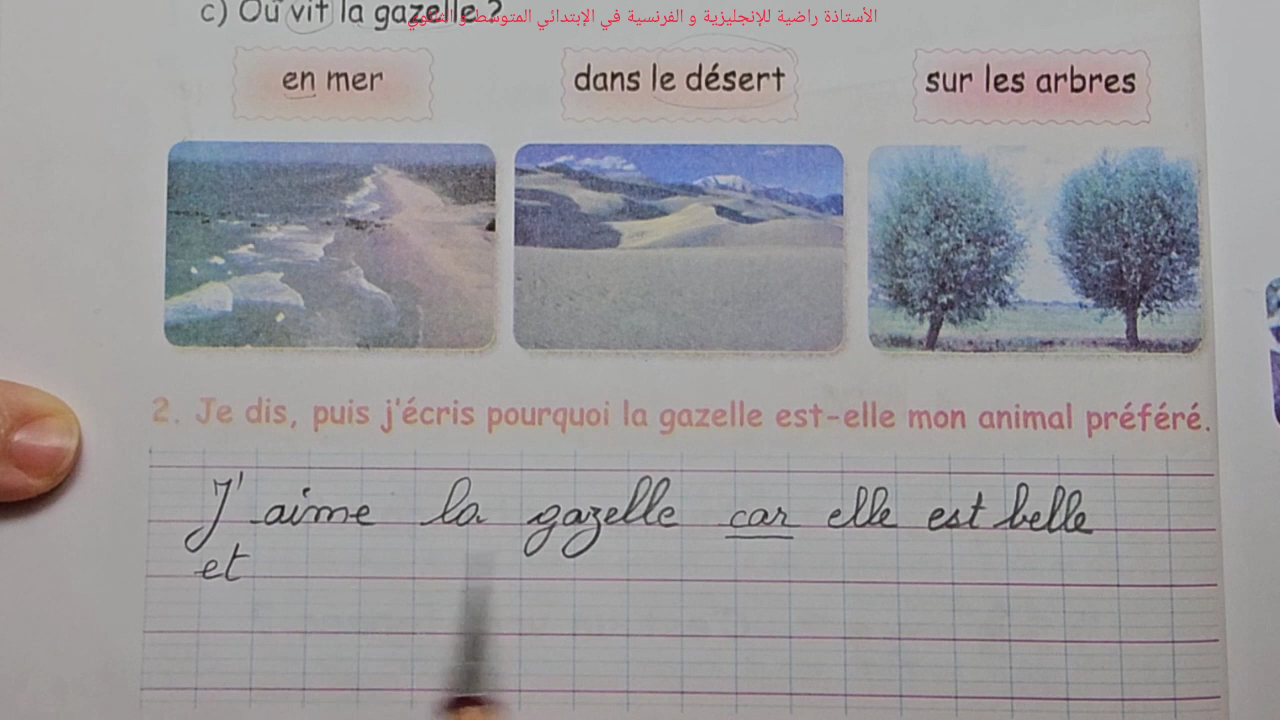 الأستاذة راضية للإنجليزية و الفرنسية في الإبتدائي المتوسط و الثانوي
c) Où vit la gazelle ?
en mer
dans le désert
sur les arbres
2. Je dis, puis j'écris pourquoi la gazelle est-elle mon animal préféré.
J'aime la gazelle car elle est belle
et